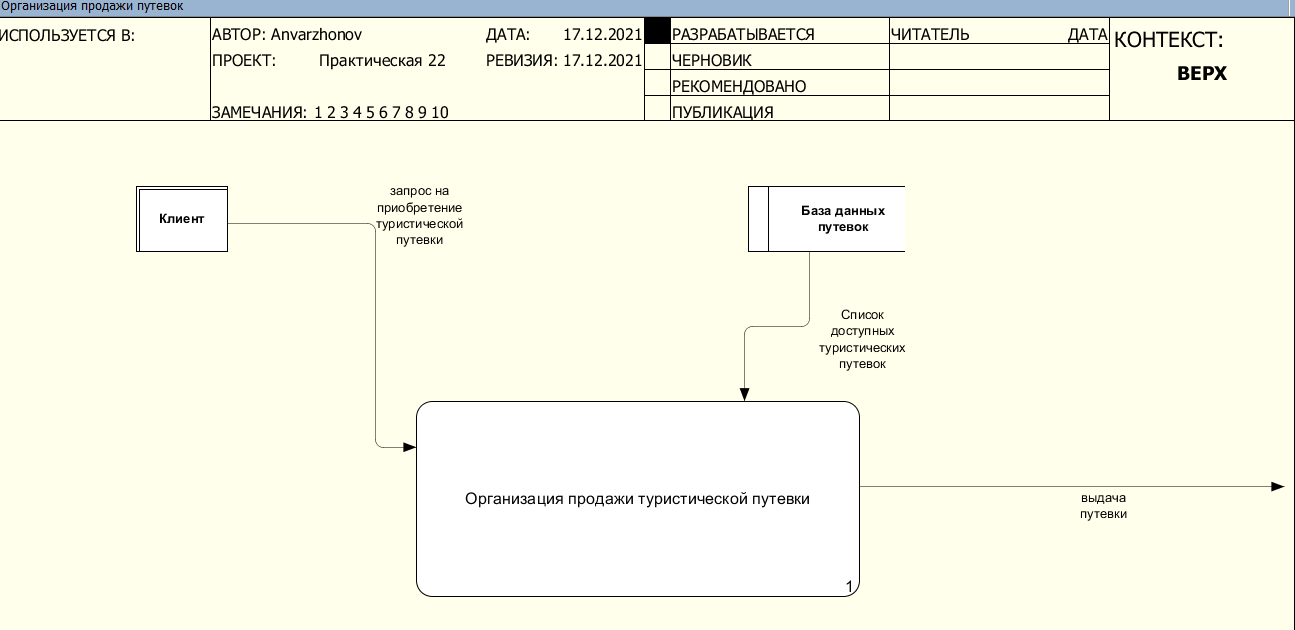 Организация продажи путевок
ИСПОЛЬЗУЕТСЯ В:
АВТОР: Anvarzhonov
ДАТА: 17.12.2021
ПРОЕКТ: Практическая 22
РЕВИЗИЯ: 17.12.2021
ЗАМЕЧАНИЯ: 1 2 3 4 5 6 7 8 9 10
РАЗРАБАТЫВАЕТСЯ
ЧЕРНОВИК
РЕКОМЕНДОВАНО
ПУБЛИКАЦИЯ
ЧИТАТЕЛЬ
ДАТА
КОНТЕКСТ:
ВЕРХ
Клиент
запрос на
приобретение
туристической
путевки
База данных
путевок
Список
доступных
туристических
путевок
Организация продажи туристической путевки
1
выдача
путевки